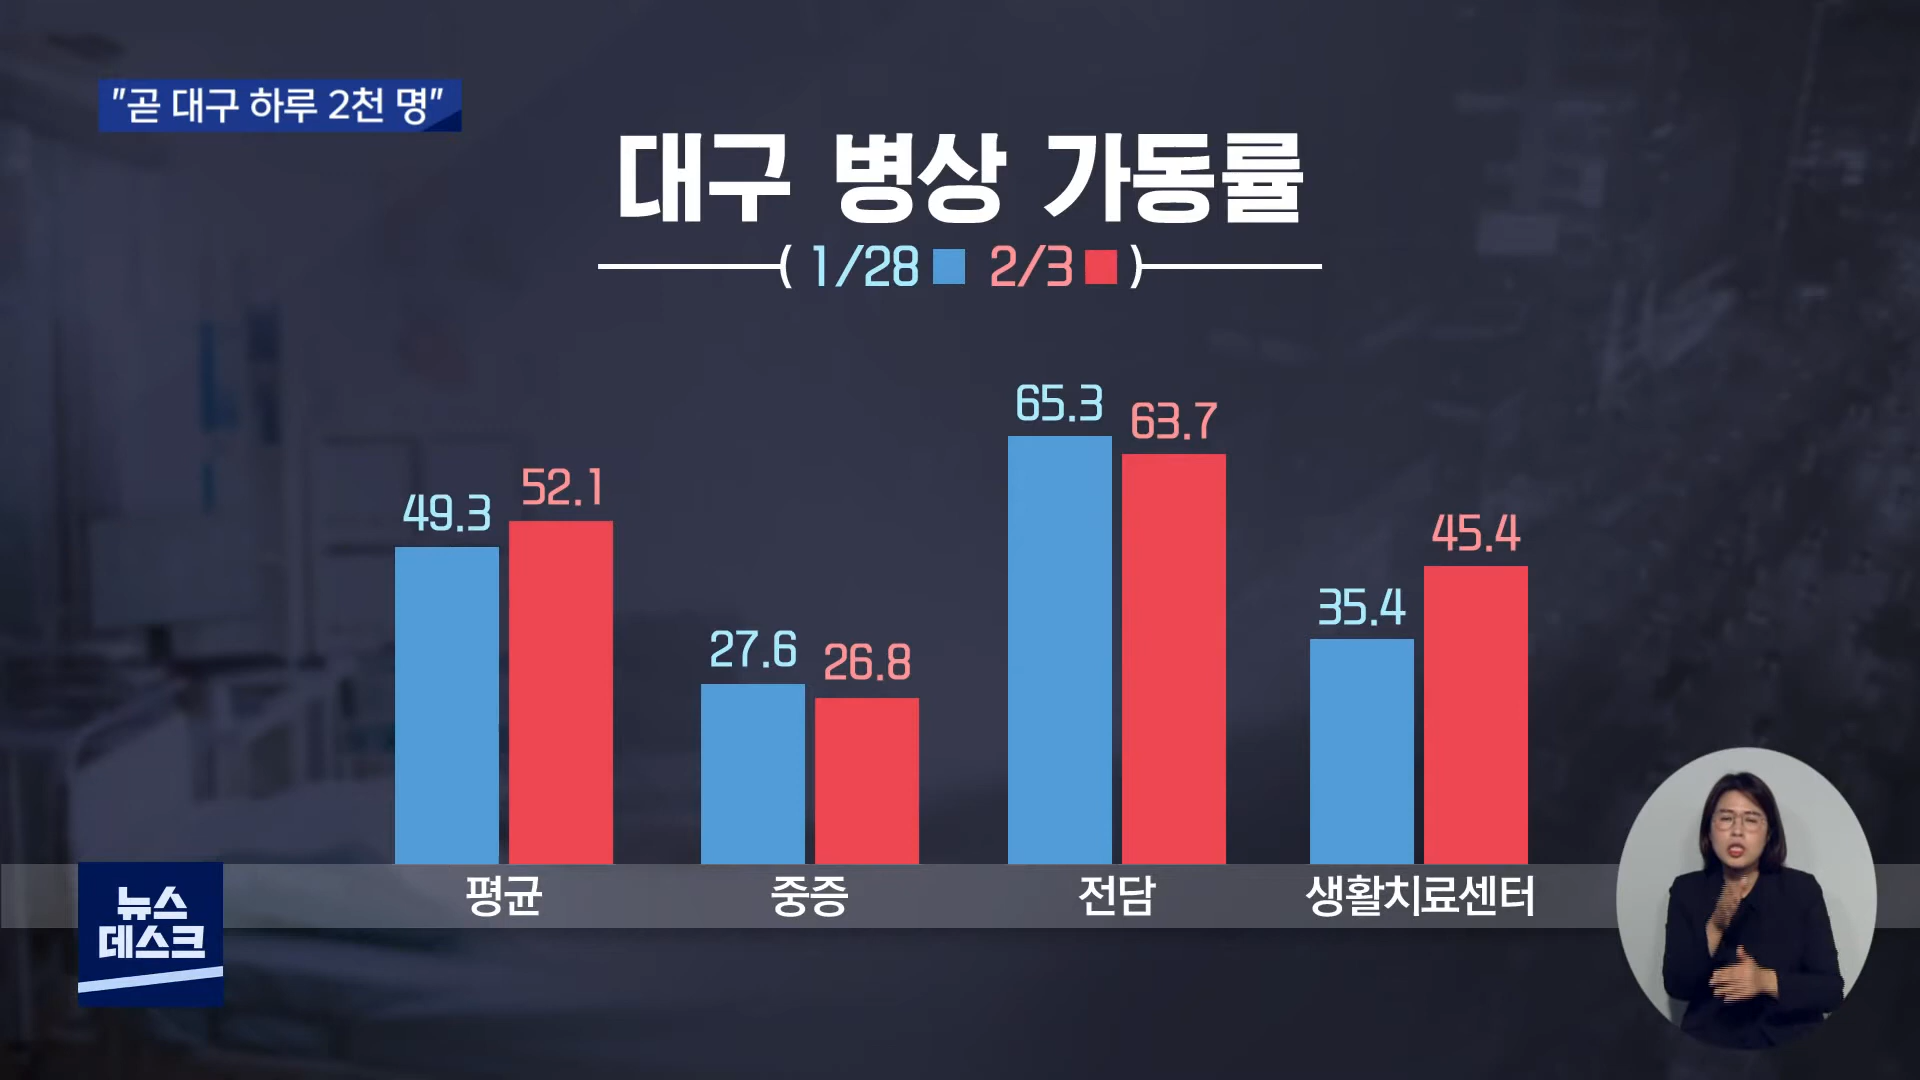 "곧 대구 하루 2천 명"
대구 병상 가동률
( 1/28 2/3 )
49.3 52.1 27.6 26.8 65.3 63.7 35.4 45.4
평균 중증 전담 생활치료센터
뉴스
데스크